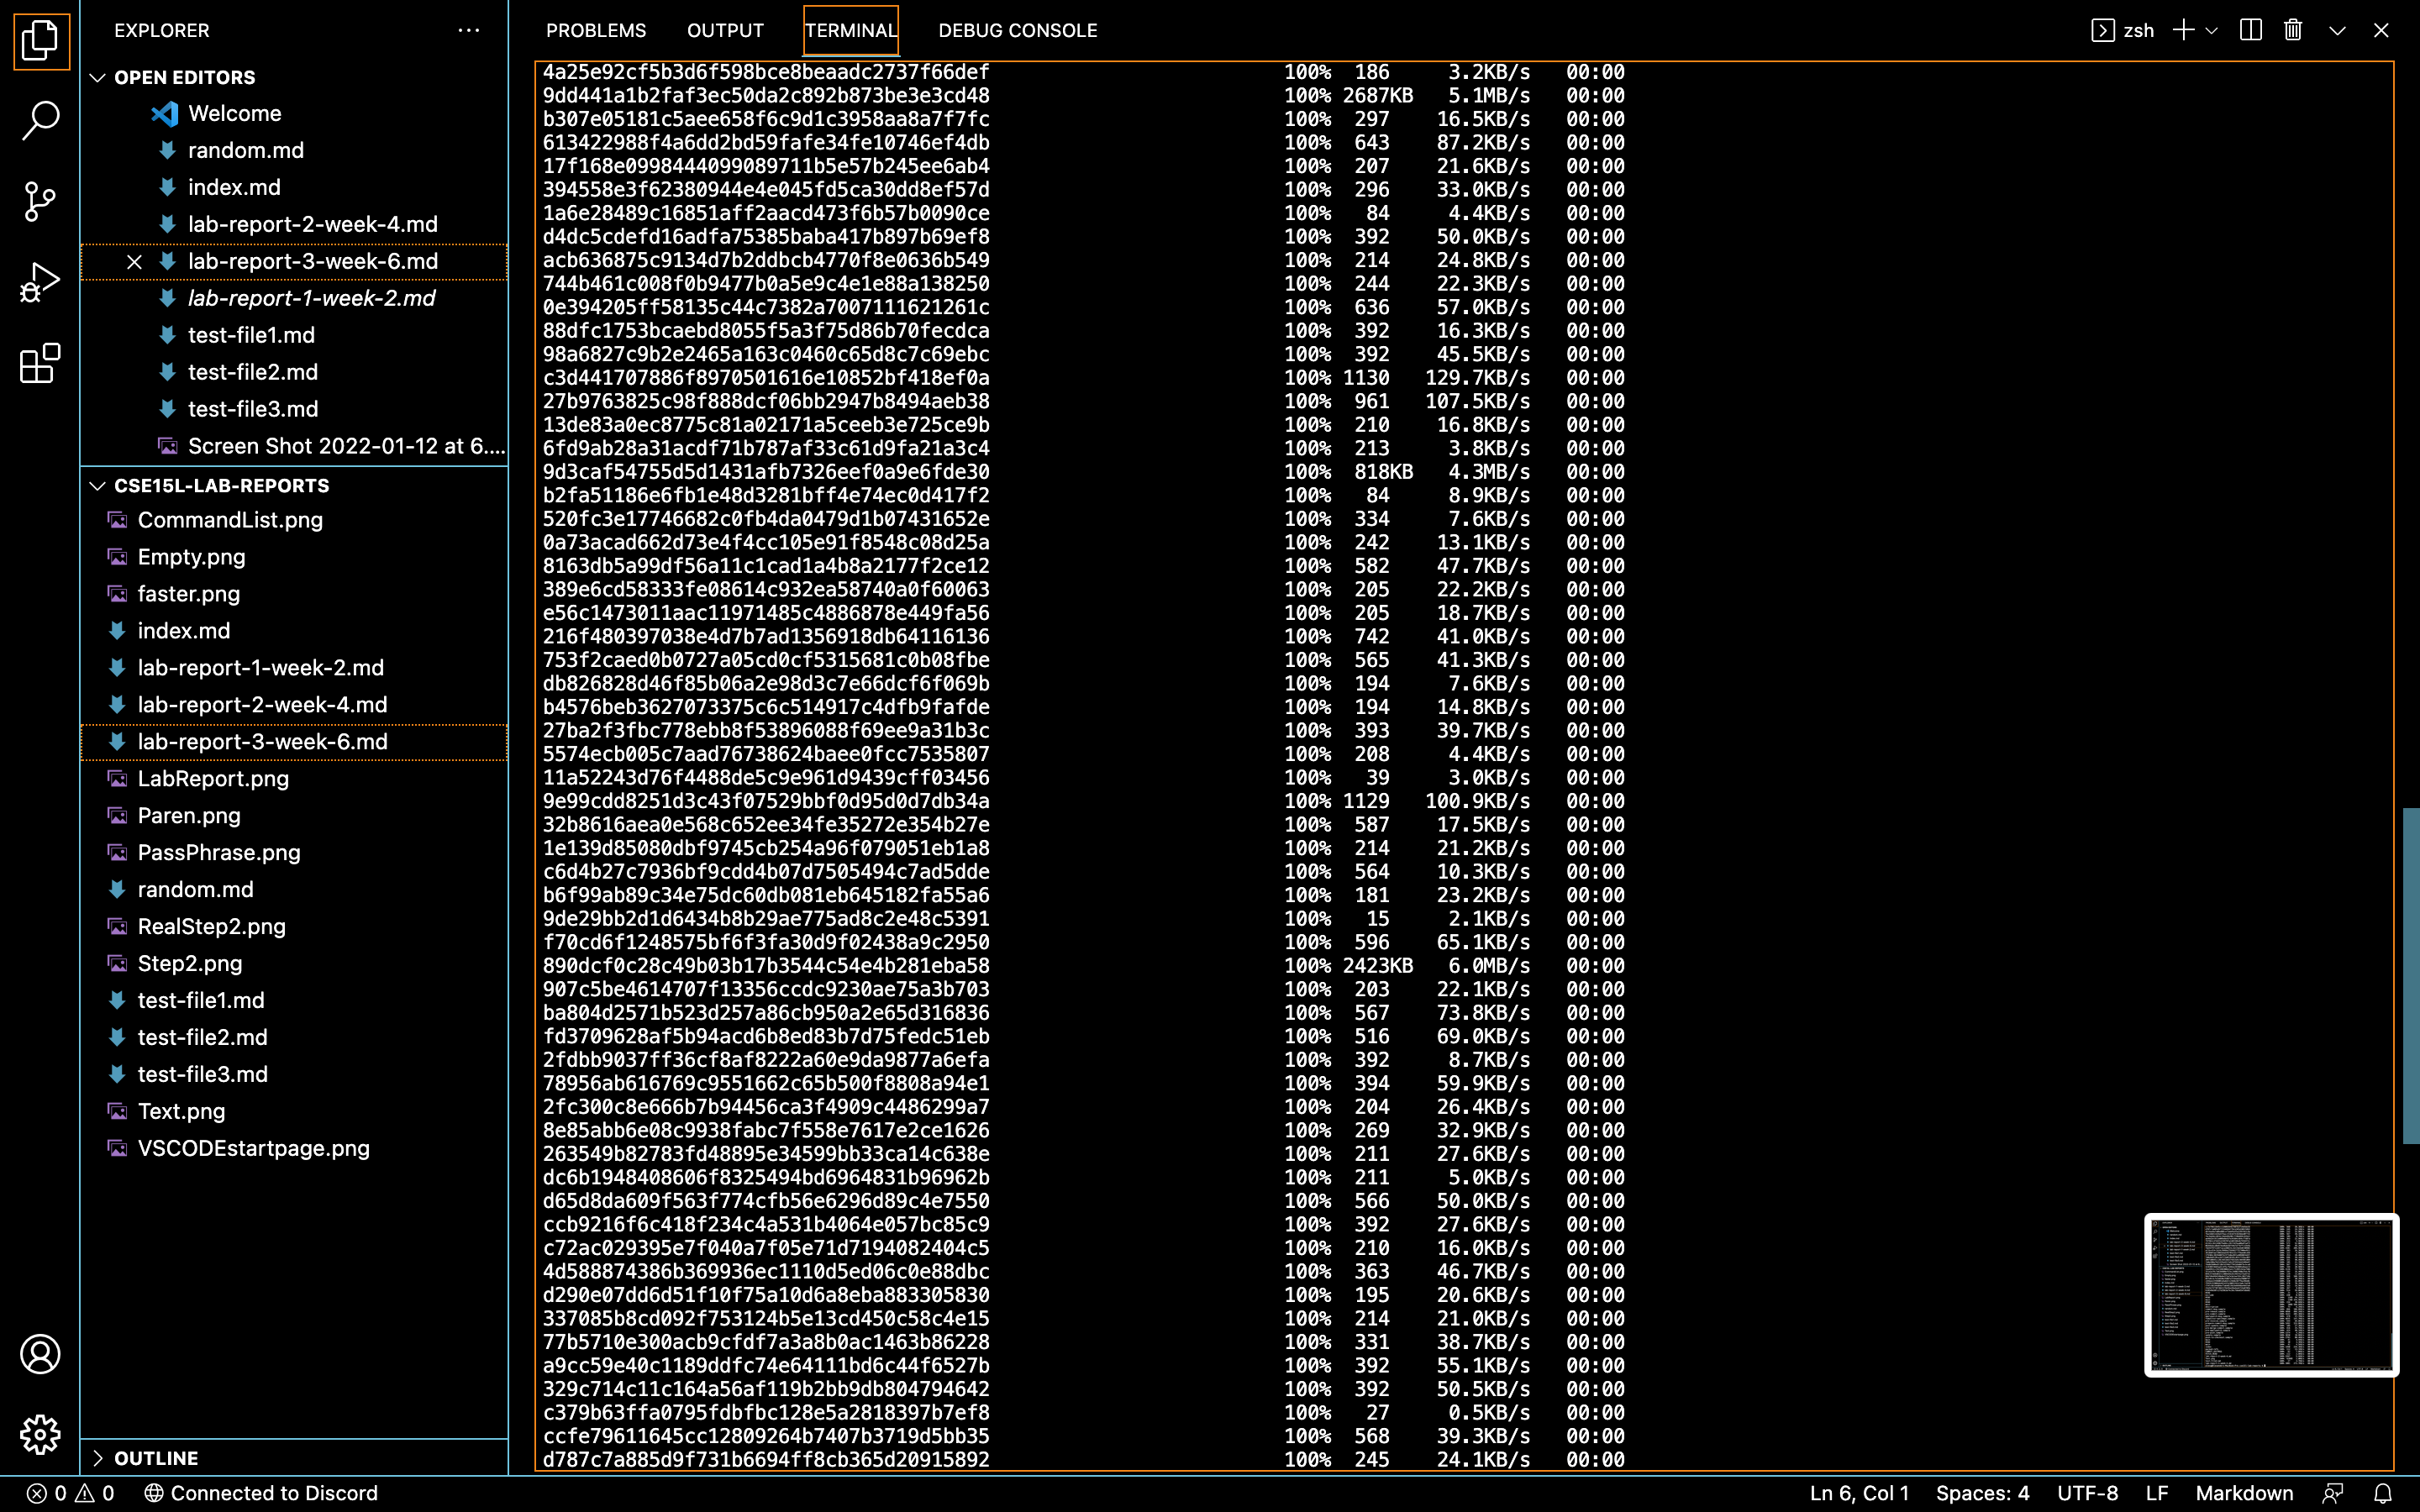 EXPLORER
OPEN EDITORS
Welcome
random.md
index.md
lab-report-2-week-4.md
lab-report-3-week-6.md
lab-report-1-week-2.md
test-file1.md
test-file2.md
test-file3.md
Screen Shot 2022-01-12 at 6....
CSE15L-LAB-REPORTS
CommandList.png
Empty.png
faster.png
index.md
lab-report-1-week-2.md
lab-report-2-week-4.md
lab-report-3-week-6.md
LabReport.png
Paren.png
PassPhrase.png
random.md
RealStep2.png
Step2.png
test-file1.md
test-file2.md
test-file3.md
Text.png
VSCODEstartpage.png
OUTLINE
PROBLEMS OUTPUT TERMINAL DEBUG CONSOLE zsh
4a25e92cf5b3d6f598bce8beaadc2737f66def 100% 186 3.2KB/s 00:00
9dd441a1b2faf3ec50da2c892b873be3e3cd48 100% 2687KB 5.1MB/s 00:00
b307e05181c5aee658f6c9d1c3958aa8a7f7fc 100% 297 16.5KB/s 00:00
613422988f4a6dd2bd59fafe34fe10746ef4db 100% 643 87.2KB/s 00:00
17f168e0998444099089711b5e57b245ee6ab4 100% 207 21.6KB/s 00:00
394558e3f62380944e4e045fd5ca30dd8ef57d 100% 296 33.0KB/s 00:00
1a6e28489c16851aff2aacd473f6b57b0090ce 100% 84 4.4KB/s 00:00
d4dc5cdefd16adfa75385baba417b897b69ef8 100% 392 50.0KB/s 00:00
acb636875c9134d7b2ddbcb4770f8e0636b549 100% 214 24.8KB/s 00:00
744b461c008f0b9477b0a5e9c4e1e88a138250 100% 244 22.3KB/s 00:00
0e394205ff58135c44c7382a7007111621261c 100% 636 57.0KB/s 00:00
88dfc1753bcaebd8055f5a3f75d86b70fecdca 100% 392 16.3KB/s 00:00
98a6827c9b2e2465a163c0460c65d8c7c69ebc 100% 392 45.5KB/s 00:00
c3d441707886f8970501616e10852bf418ef0a 100% 1130 129.7KB/s 00:00
27b9763825c98f888dcf06bb2947b8494aeb38 100% 961 107.5KB/s 00:00
13de83a0ec8775c81a02171a5ceeb3e725ce9b 100% 210 16.8KB/s 00:00
6fd9ab28a31acdf71b787af33c61d9fa21a3c4 100% 213 3.8KB/s 00:00
9d3caf54755d5d1431afb7326eef0a9e6fde30 100% 818KB 4.3MB/s 00:00
b2fa51186e6fb1e48d3281bff4e74ec0d417f2 100% 84 8.9KB/s 00:00
520fc3e17746682c0fb4da0479d1b07431652e 100% 334 7.6KB/s 00:00
0a73acad662d73e4f4cc105e91f8548c08d25a 100% 242 13.1KB/s 00:00
8163db5a99df56a11c1cad1a4b8a2177f2ce12 100% 582 47.7KB/s 00:00
389e6cd58333fe08614c932ea58740a0f60063 100% 205 22.2KB/s 00:00
e56c1473011aac11971485c4886878e449fa56 100% 205 18.7KB/s 00:00
216f480397038e4d7b7ad1356918db64116136 100% 742 41.0KB/s 00:00
753f2caed0b0727a05cd0cf5315681c0b08fbe 100% 565 41.3KB/s 00:00
db826828d46f85b06a2e98d3c7e66dcf6f069b 100% 194 7.6KB/s 00:00
b4576beb3627073375c6c514917c4dfb9fafde 100% 194 14.8KB/s 00:00
27ba2f3fbc778ebb8f53896088f69ee9a31b3c 100% 393 39.7KB/s 00:00
5574ecb005c7aad76738624baee0fcc7535807 100% 208 4.4KB/s 00:00
11a52243d76f4488de5c9e961d9439cff03456 100% 39 3.0KB/s 00:00
9e99cdd8251d3c43f07529bbf0d95d0d7db34a 100% 1129 100.9KB/s 00:00
32b8616aea0e568c652ee34fe35272e354b27e 100% 587 17.5KB/s 00:00
1e139d85080dbf9745cb254a96f079051eb1a8 100% 214 21.2KB/s 00:00
c6d4b27c7936bf9cdd4b07d7505494c7ad5dde 100% 564 10.3KB/s 00:00
b6f99ab89c34e75dc60db081eb645182fa55a6 100% 181 23.2KB/s 00:00
9de29bb2d1d6434b8b29ae775ad8c2e48c5391 100% 15 2.1KB/s 00:00
f70cd6f1248575bf6f3fa30d9f02438a9c2950 100% 596 65.1KB/s 00:00
890dcf0c28c49b03b17b3544c54e4b281eba58 100% 2423KB 6.0MB/s 00:00
907c5be4614707f13356ccdc9230ae75a3b703 100% 203 22.1KB/s 00:00
ba804d2571b523d257a86cb950a2e65d316836 100% 567 73.8KB/s 00:00
fd3709628af5b94acd6b8ed83b7d75fedc51eb 100% 516 69.0KB/s 00:00
2fdbb9037ff36cf8af8222a60e9da9877a6efa 100% 392 8.7KB/s 00:00
78956ab616769c9551662c65b500f8808a94e1 100% 394 59.9KB/s 00:00
2fc300c8e666b7b94456ca3f4909c4486299a7 100% 204 26.4KB/s 00:00
8e85abb6e08c9938fabc7f558e7617e2ce1626 100% 269 32.9KB/s 00:00
263549b82783fd48895e34599bb33ca14c638e 100% 211 27.6KB/s 00:00
dc6b1948408606f8325494bd6964831b96962b 100% 211 5.0KB/s 00:00
d65d8da609f563f774cfb56e6296d89c4e7550 100% 566 50.0KB/s 00:00
ccb9216f6c418f234c4a531b4064e057bc85c9 100% 392 27.6KB/s 00:00
c72ac029395e7f040a7f05e71d7194082404c5 100% 210 16.0KB/s 00:00
4d588874386b369936ec1110d5ed06c0e88dbc 100% 363 46.7KB/s 00:00
d290e07dd6d51f10f75a10d6a8eba883305830 100% 195 20.6KB/s 00:00
337085b8cd092f753124b5e13cd450c58c4e15 100% 214 21.0KB/s 00:00
77b5710e300acb9cfdf7a3a8b0ac1463b86228 100% 331 38.7KB/s 00:00
a9cc59e40c1189ddfc74e64111bd6c44f6527b 100% 392 55.1KB/s 00:00
329c714c11c164a56af119b2bb9db804794642 100% 392 50.5KB/s 00:00
c379b63ffa0795fdbfbc128e5a2818397b7ef8 100% 27 0.5KB/s 00:00
ccfe79611645cc12809264b7407b3719d5bb35 100% 568 39.3KB/s 00:00
d787c7a885d9f731b6694ff8cb365d20915892 100% 245 24.1KB/s 00:00
0 0 Connected to Discord Ln 6, Col 1 Spaces: 4 UTF-8 LF Markdown